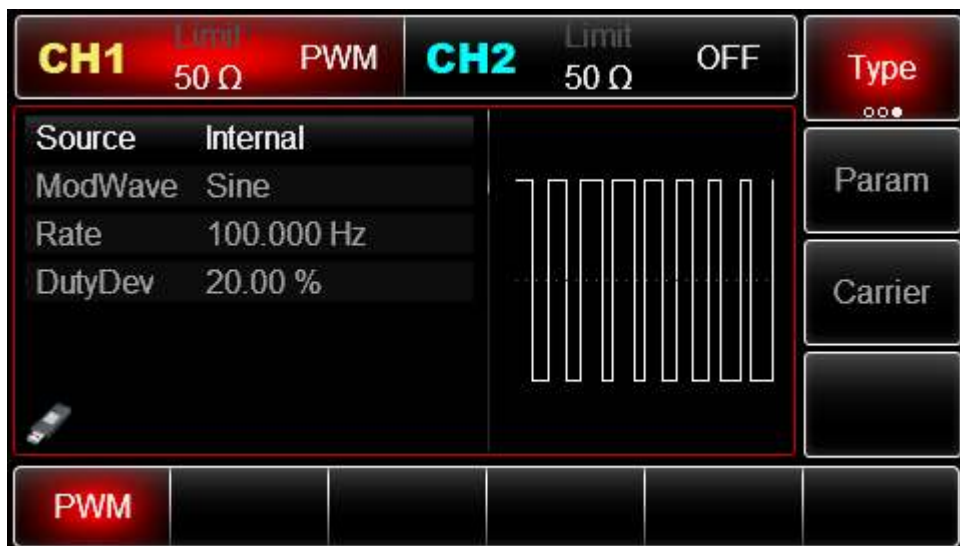 CH1 Limit 50 Ω PWM CH2 Limit 50 Ω OFF
Type
Source Internal
ModWave Sine
Rate 100.000 Hz
DutyDev 20.00 %
Param
Carrier
PWM